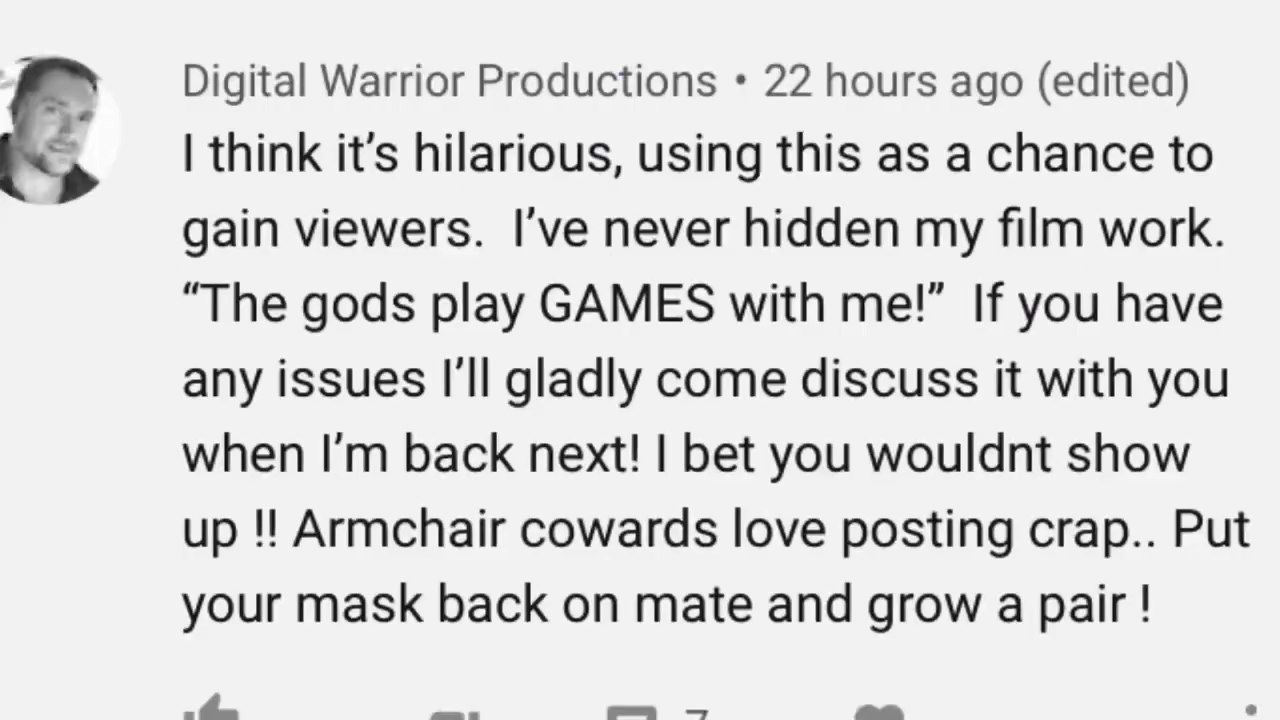 Digital Warrior Productions • 22 hours ago (edited)
I think it’s hilarious, using this as a chance to
gain viewers.  I’ve never hidden my film work.
“The gods play GAMES with me!”  If you have
any issues I’ll gladly come discuss it with you
when I’m back next! I bet you wouldnt show
up !! Armchair cowards love posting crap.. Put
your mask back on mate and grow a pair !
7